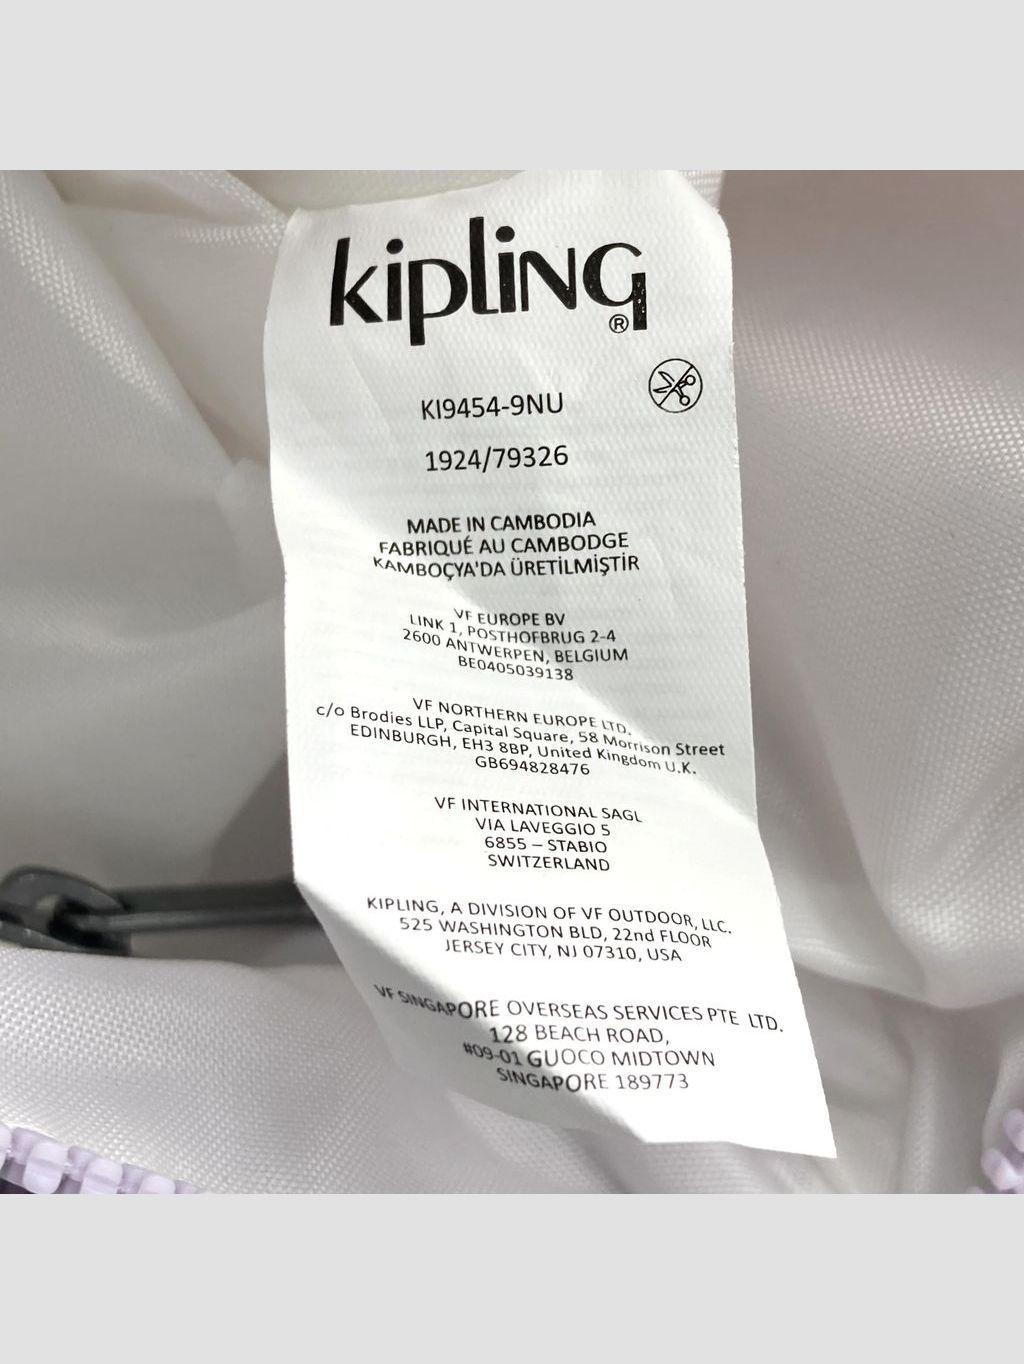 kipling
®
KI9454-9NU
1924/79326
MADE IN CAMBODIA
FABRIQUÉ AU CAMBODGE
KAMBOÇYA'DA ÜRETİLMİŞTİR
VF EUROPE BV
LINK 1, POSTHOFBRUG 2-4
2600 ANTWERPEN, BELGIUM
BE0405039138
VF NORTHERN EUROPE LTD.
c/o Brodies LLP, Capital Square, 58 Morrison Street
EDINBURGH, EH3 8BP, United Kingdom U.K.
GB694828476
VF INTERNATIONAL SAGL
VIA LAVEGGIO 5
6855 – STABIO
SWITZERLAND
KIPLING, A DIVISION OF VF OUTDOOR, LLC.
525 WASHINGTON BLD, 22nd FLOOR
JERSEY CITY, NJ 07310, USA
VF SINGAPORE OVERSEAS SERVICES PTE LTD.
128 BEACH ROAD,
#09-01 GUOCO MIDTOWN
SINGAPORE 189773